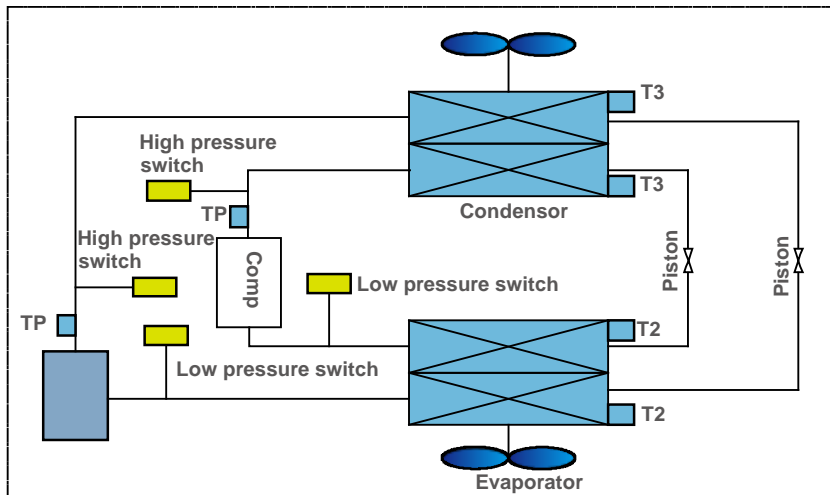 T3
High pressure
switch
T3
TP
Condensor
High pressure
switch
Comp
Piston
Piston
Low pressure switch
TP
T2
Low pressure switch
T2
Evaporator